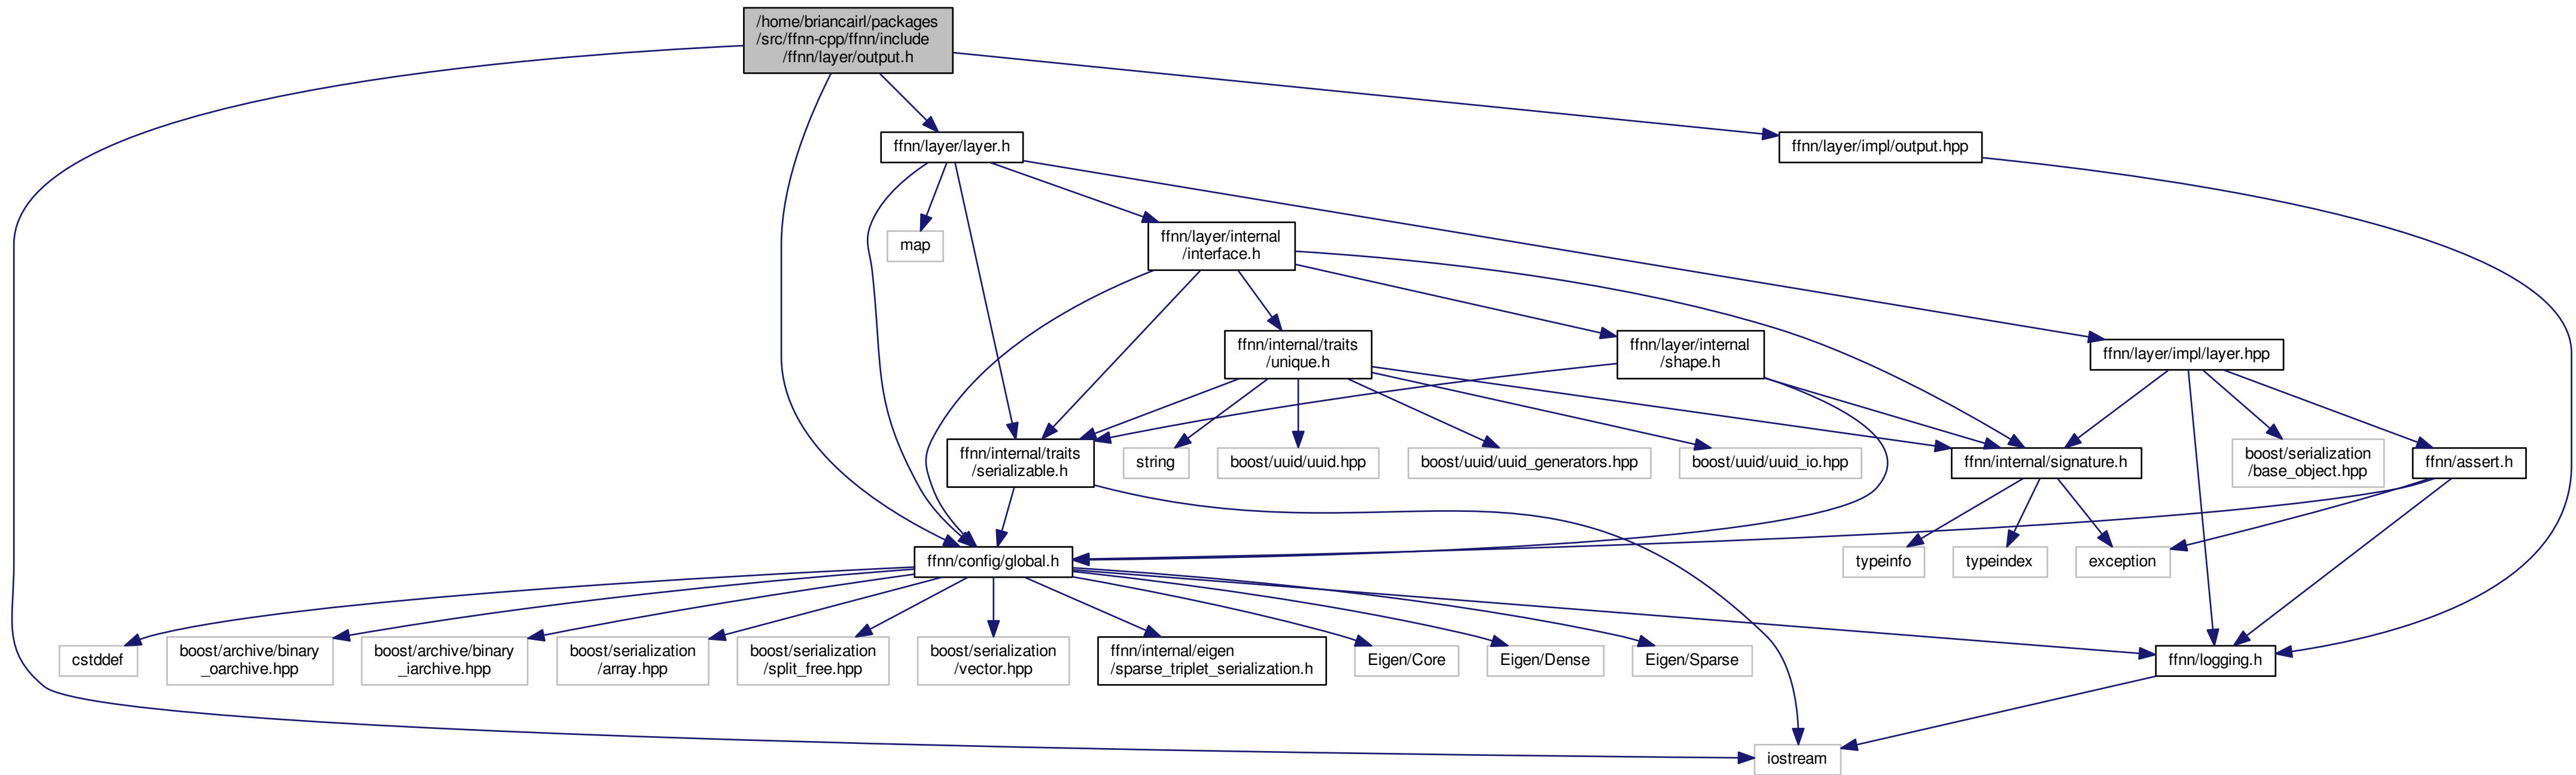 /home/briancairl/packages
/src/ffnn-cpp/ffnn/include
/ffnn/layer/output.h
ffnn/layer/layer.h
ffnn/layer/impl/output.hpp
map
ffnn/layer/internal
/interface.h
ffnn/internal/traits
/unique.h
ffnn/layer/internal
/shape.h
ffnn/layer/impl/layer.hpp
ffnn/internal/traits
/serializable.h
string
boost/uuid/uuid.hpp
boost/uuid/uuid_generators.hpp
boost/uuid/uuid_io.hpp
ffnn/internal/signature.h
boost/serialization
/base_object.hpp
ffnn/assert.h
ffnn/config/global.h
typeinfo
typeindex
exception
cstddef
boost/archive/binary
_oarchive.hpp
boost/archive/binary
_iarchive.hpp
boost/serialization
/array.hpp
boost/serialization
/split_free.hpp
boost/serialization
/vector.hpp
ffnn/internal/eigen
/sparse_triplet_serialization.h
Eigen/Core
Eigen/Dense
Eigen/Sparse
ffnn/logging.h
iostream